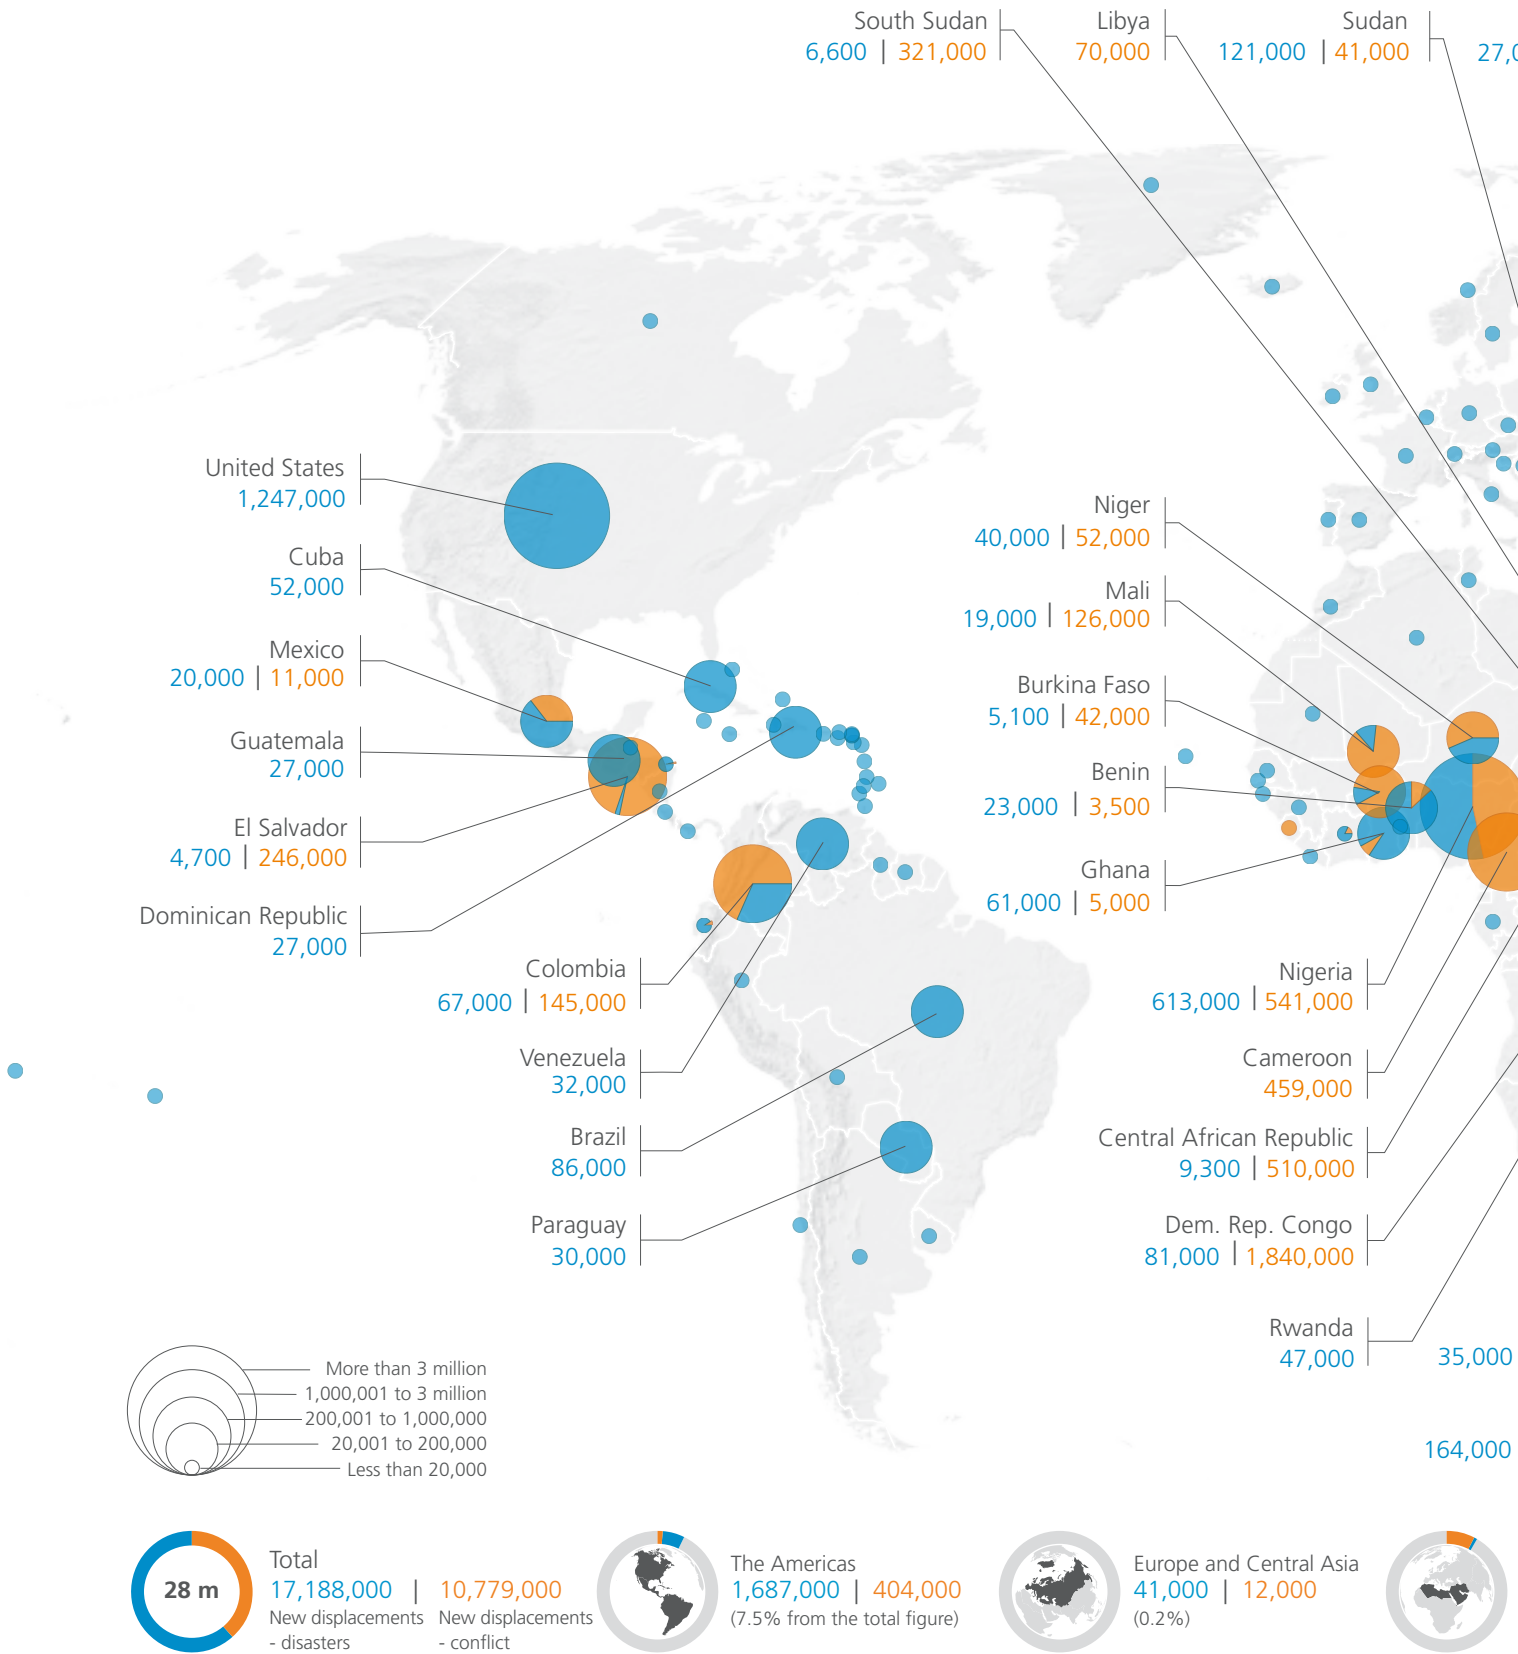 South Sudan
6,600 | 321,000
Libya
70,000
Sudan
121,000 | 41,000
United States
1,247,000
Cuba
52,000
Mexico
20,000 | 11,000
Guatemala
27,000
El Salvador
4,700 | 246,000
Dominican Republic
27,000
Colombia
67,000 | 145,000
Venezuela
32,000
Brazil
86,000
Paraguay
30,000
Niger
40,000 | 52,000
Mali
19,000 | 126,000
Burkina Faso
5,100 | 42,000
Benin
23,000 | 3,500
Ghana
61,000 | 5,000
Nigeria
613,000 | 541,000
Cameroon
459,000
Central African Republic
9,300 | 510,000
Dem. Rep. Congo
81,000 | 1,840,000
Rwanda
47,000
35,000
164,000
More than 3 million
1,000,001 to 3 million
200,001 to 1,000,000
20,001 to 200,000
Less than 20,000
28 m
Total
17,188,000 | 10,779,000
New displacements - disasters
New displacements - conflict
The Americas
1,687,000 | 404,000
(7.5% from the total figure)
Europe and Central Asia
41,000 | 12,000
(0.2%)